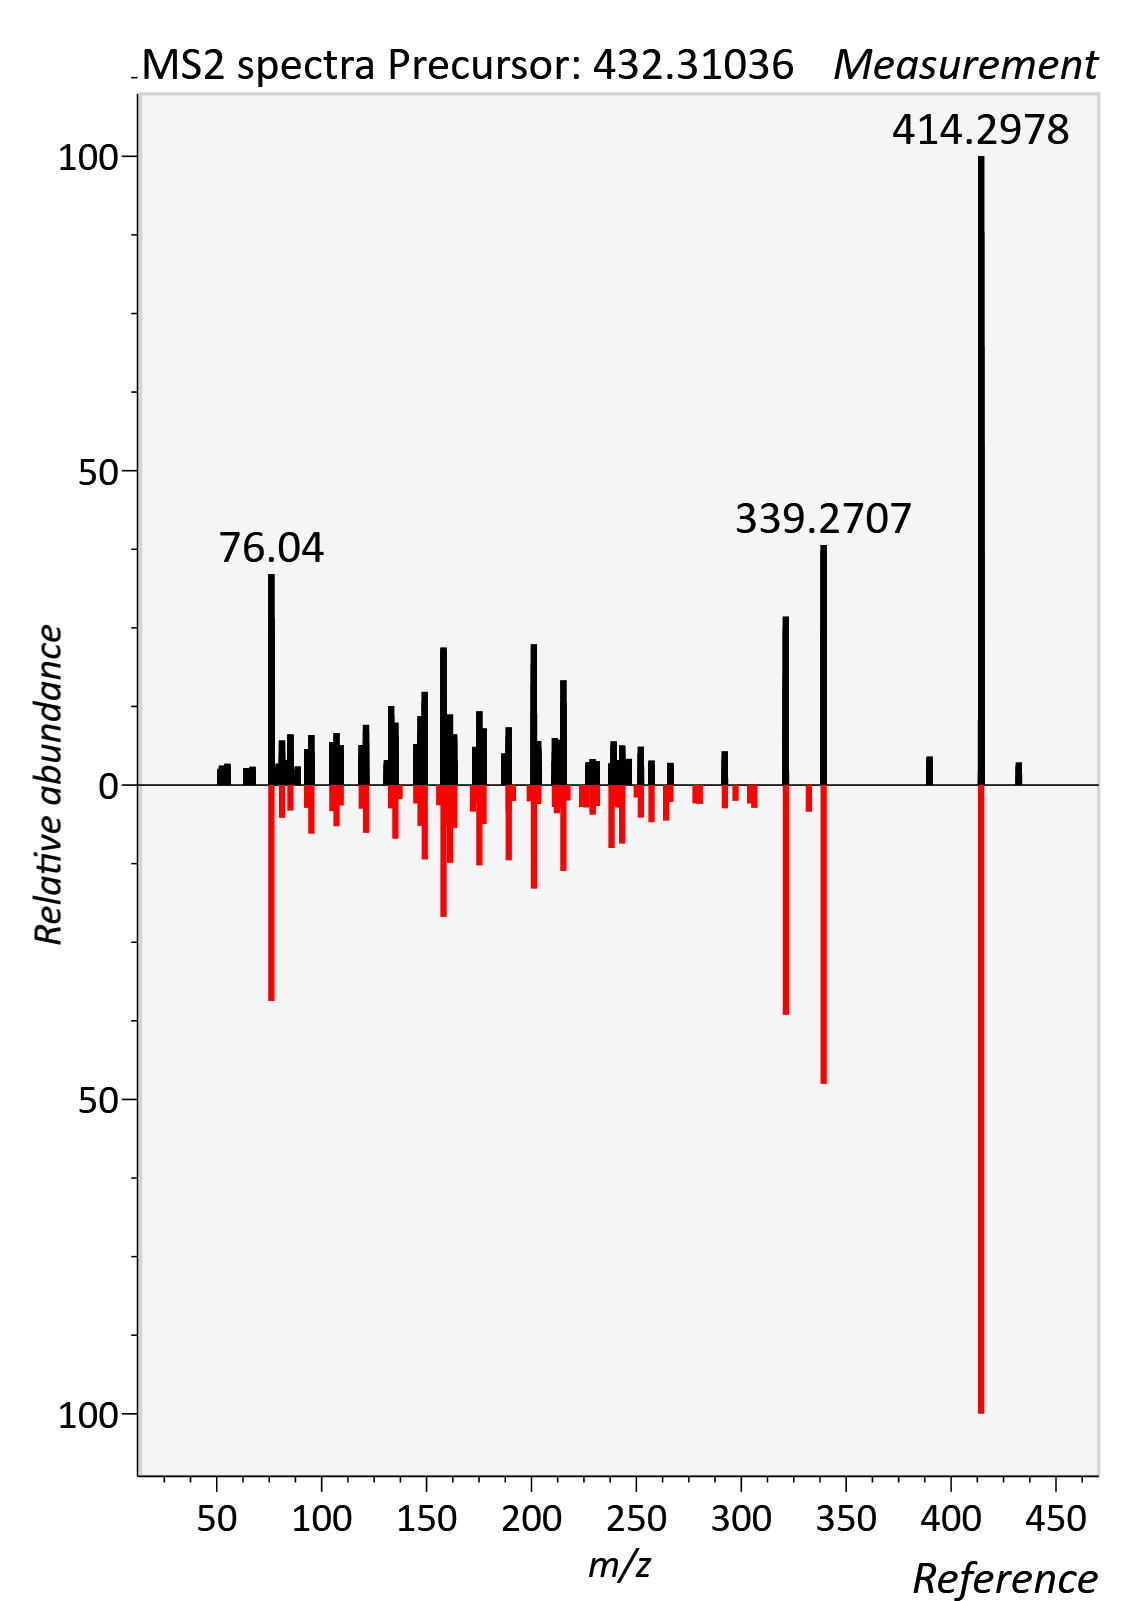 MS2 spectra Precursor: 432.31036 Measurement
414.2978
100
50
339.2707
76.04
0
Relative abundance
50
100
50 100 150 200 250 300 350 400 450
m/z
Reference